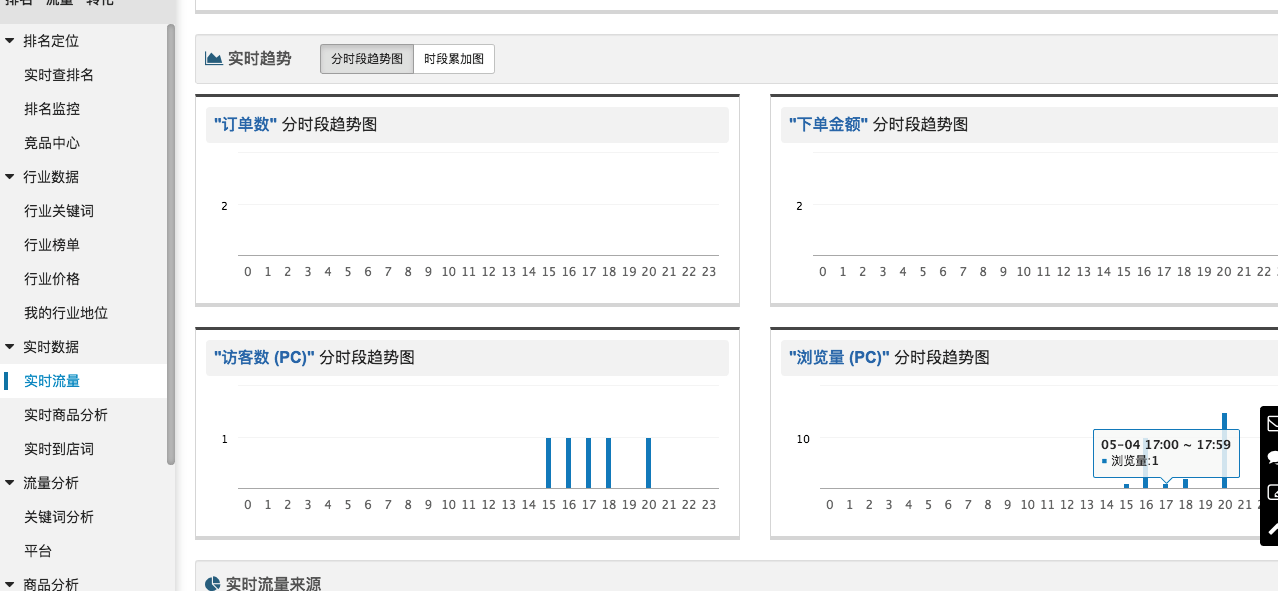 排名 流量 转化
排名定位
实时查排名
排名监控
竞品中心
行业数据
行业关键词
行业榜单
行业价格
我的行业地位
实时数据
实时流量
实时商品分析
实时到店词
流量分析
关键词分析
平台
商品分析
实时趋势 分时段趋势图 时段累加图
"订单数" 分时段趋势图
2
0 1 2 3 4 5 6 7 8 9 10 11 12 13 14 15 16 17 18 19 20 21 22 23
"下单金额" 分时段趋势图
2
0 1 2 3 4 5 6 7 8 9 10 11 12 13 14 15 16 17 18 19 20 21 22
"访客数 (PC)" 分时段趋势图
1
0 1 2 3 4 5 6 7 8 9 10 11 12 13 14 15 16 17 18 19 20 21 22 23
"浏览量 (PC)" 分时段趋势图
10
05-04 17:00 ~ 17:59
浏览量:1
0 1 2 3 4 5 6 7 8 9 10 11 12 13 14 15 16 17 18 19 20 21
实时流量来源